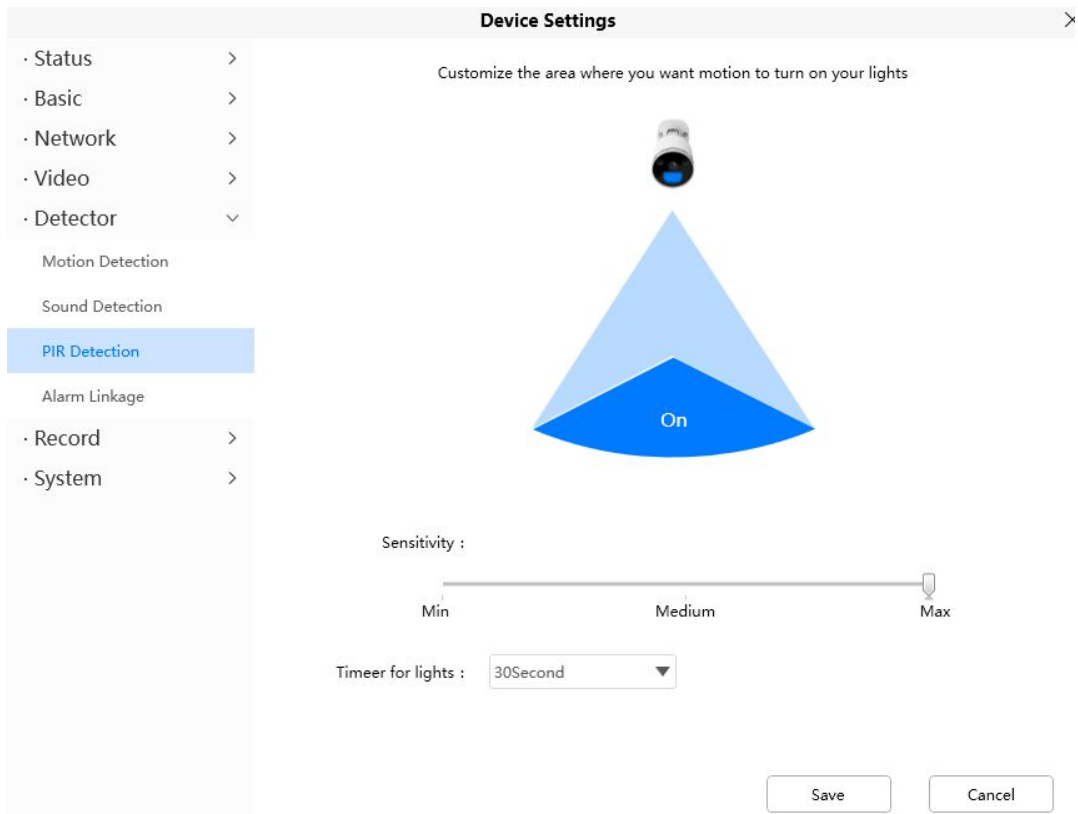 Device Settings
· Status
· Basic
· Network
· Video
· Detector
Motion Detection
Sound Detection
PIR Detection
Alarm Linkage
· Record
· System
Customize the area where you want motion to turn on your lights
On
Sensitivity :
Min Medium Max
Timeer for lights : 30Second
Save Cancel